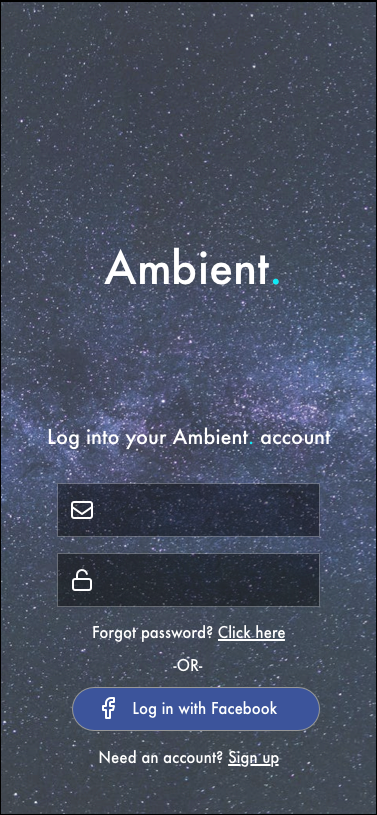 Ambient.
Log into your Ambient. account
Forgot password? Click here
-OR-
Log in with Facebook
Need an account? Sign up